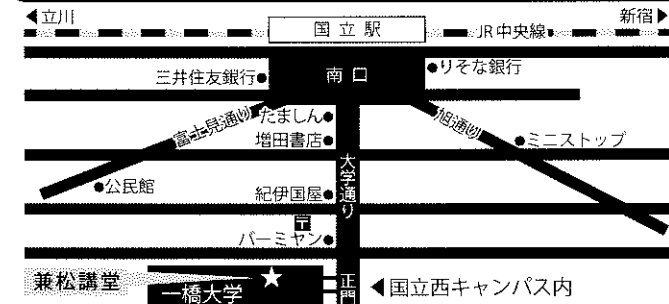 ◀立川 新宿▶
国立駅 JR中央線
南口
三井住友銀行● ●りそな銀行
富士見通り たましん● 旭通り
増田書店● ●ミニストップ
大学通り
●公民館 紀伊国屋●
〒
バーミヤン●
兼松講堂 ★ 正門 ◀国立西キャンパス内
一橋大学